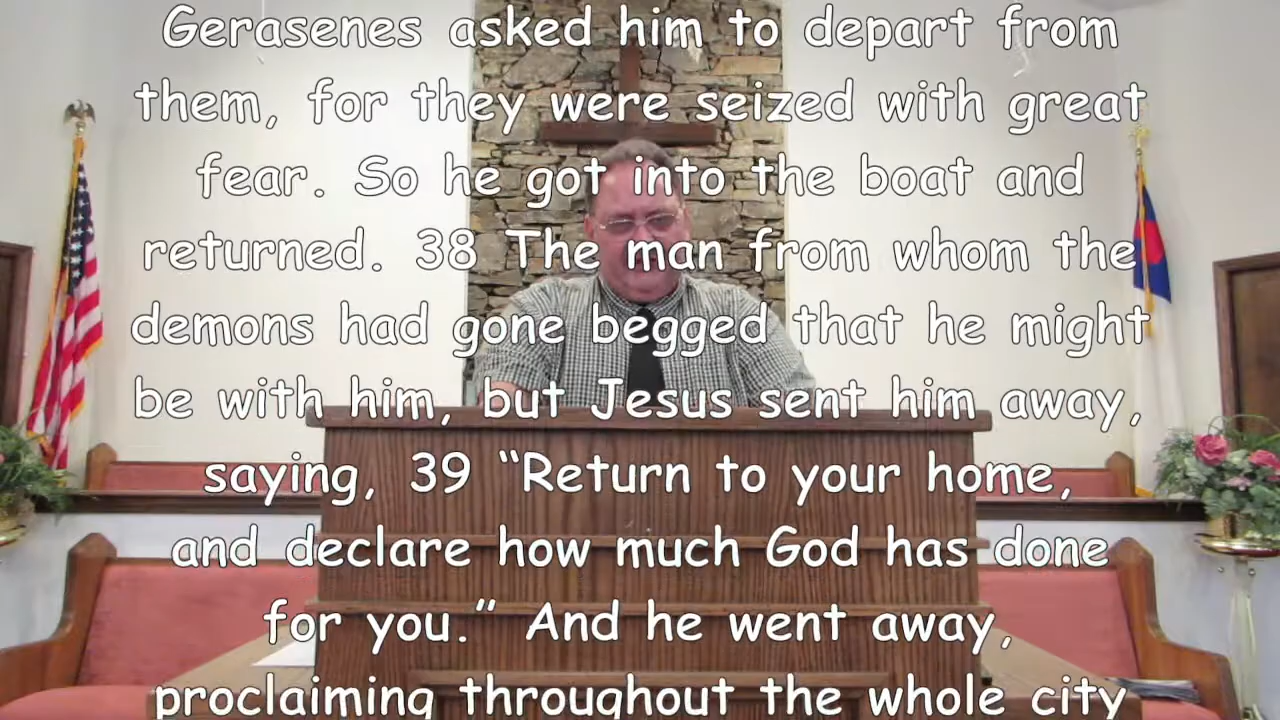 Gerasenes asked him to depart from
them, for they were seized with great
fear. So he got into the boat and
returned. 38 The man from whom the
demons had gone begged that he might
be with him, but Jesus sent him away,
saying, 39 “Return to your home,
and declare how much God has done
for you.” And he went away,
proclaiming throughout the whole city